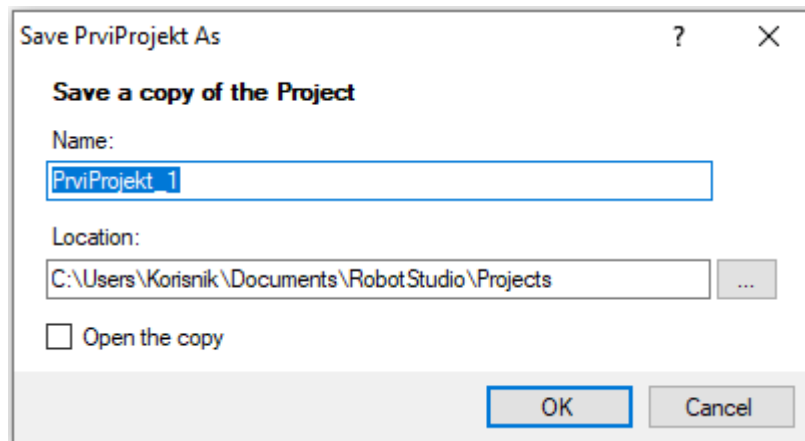 Save PrviProjekt As ?
Save a copy of the Project
Name:
PrviProjekt_1
Location:
C:\Users\Korisnik\Documents\RobotStudio\Projects ...
Open the copy
OK Cancel